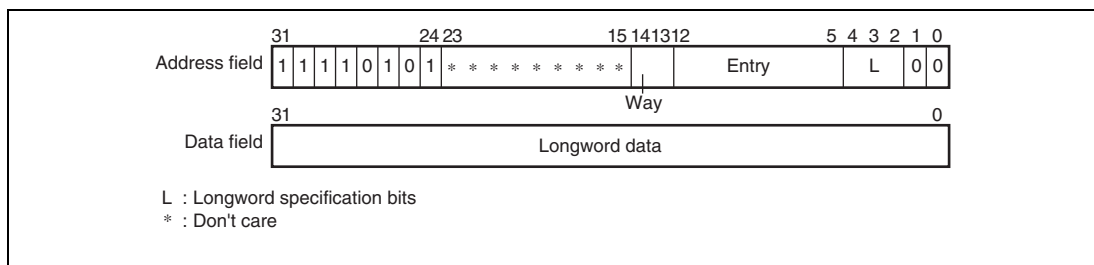 31 24 23 15 14 13 12 5 4 3 2 1 0
Address field 1 1 1 1 0 1 0 1 * * * * * * * * * Entry L 0 0
Way
31 0
Data field Longword data
L : Longword specification bits
* : Don't care